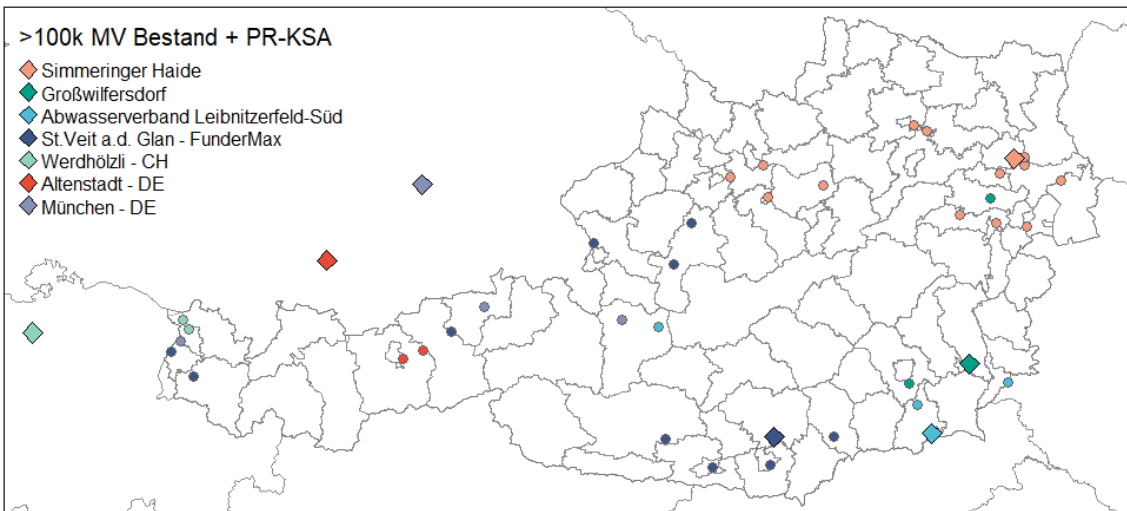 >100k MV Bestand + PR-KSA
Simmeringer Haide
Großwilfersdorf
Abwasserverband Leibnitzerfeld-Süd
St.Veit a.d. Glan - FunderMax
Werdhölzli - CH
Altenstadt - DE
München - DE